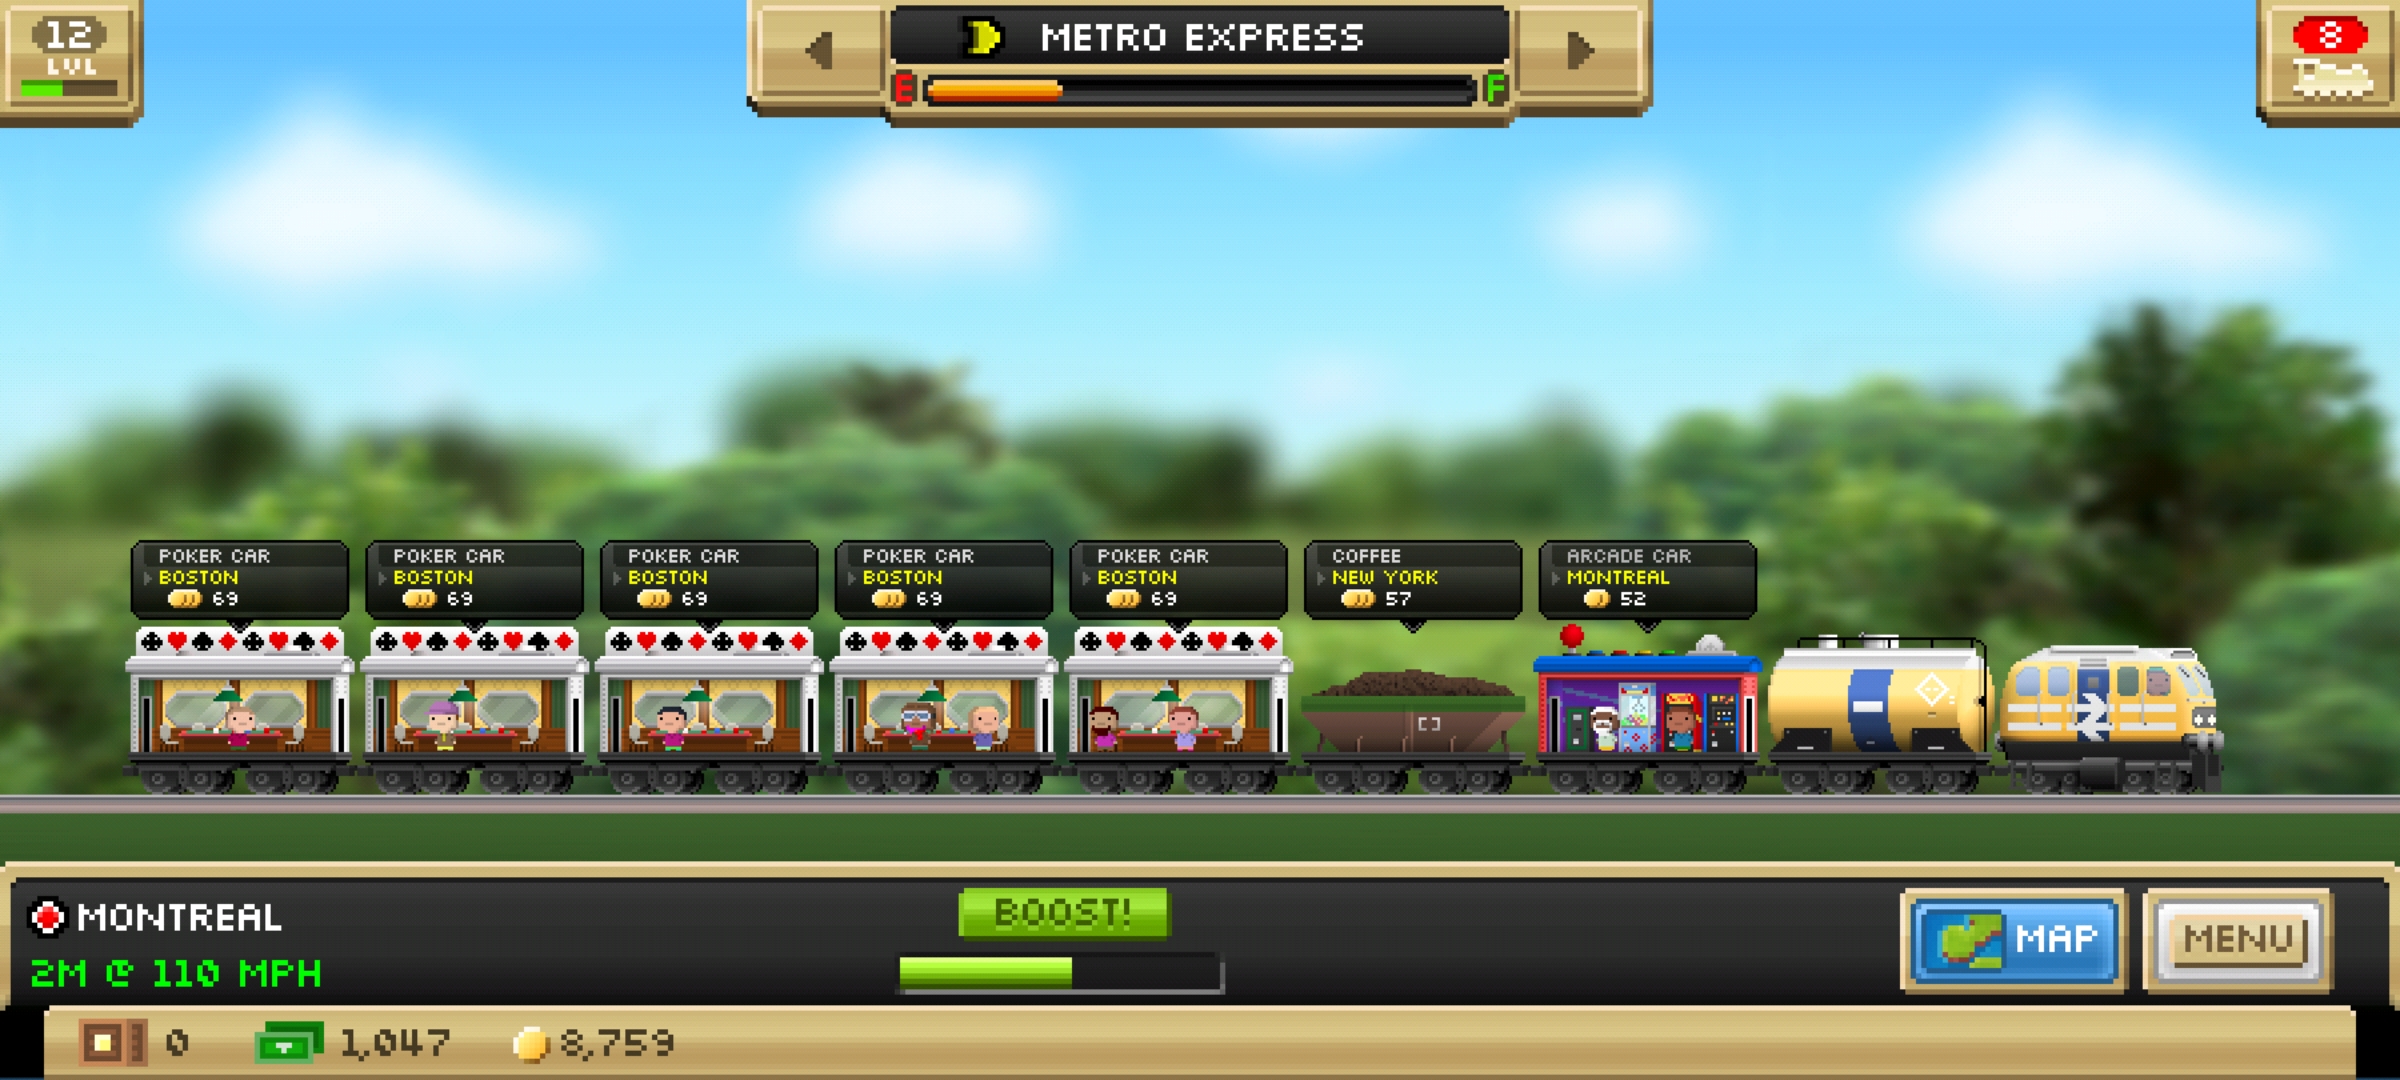 12
LVL
METRO EXPRESS
E F
8
POKER CAR
BOSTON
69
POKER CAR
BOSTON
69
POKER CAR
BOSTON
69
POKER CAR
BOSTON
69
POKER CAR
BOSTON
69
COFFEE
NEW YORK
57
ARCADE CAR
MONTREAL
52
MONTREAL
2M @ 110 MPH
BOOST!
MAP
MENU
0
1,047
8,759